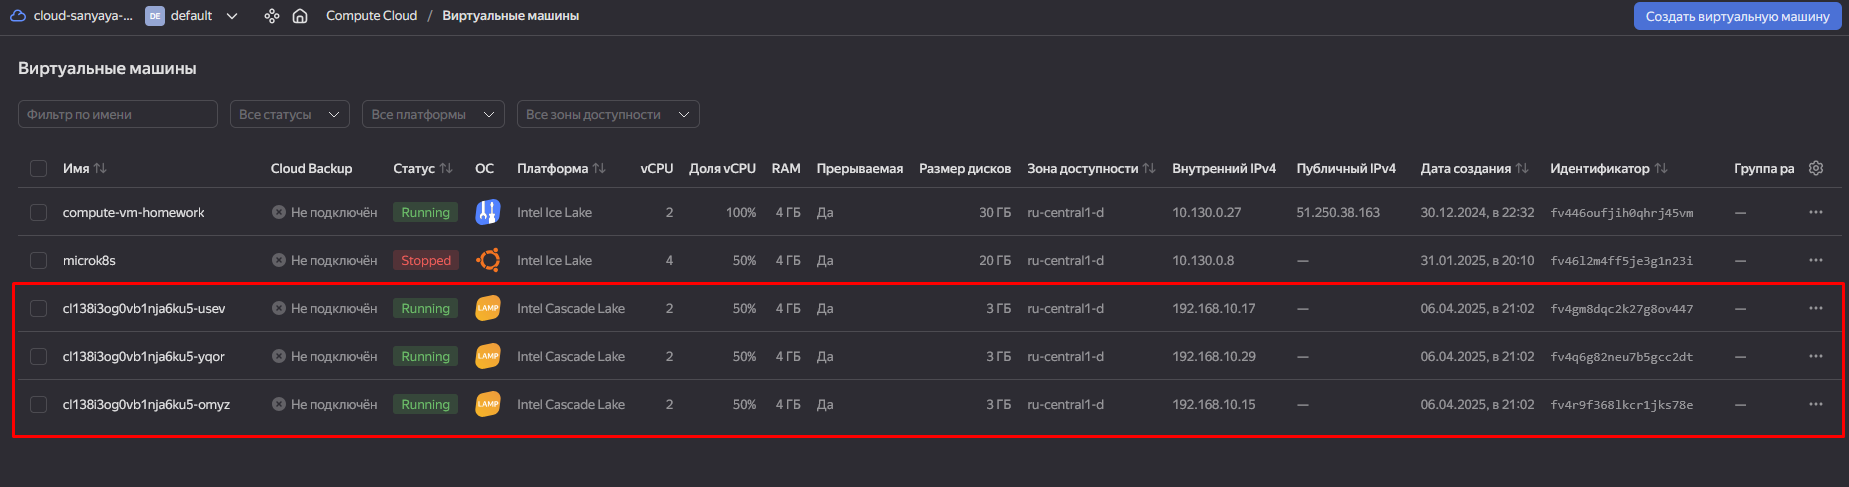 cloud-sanyaya-... DE default Compute Cloud / Виртуальные машины Создать виртуальную машину
Виртуальные машины
Фильтр по имени Все статусы Все платформы Все зоны доступности
Имя Cloud Backup Статус ОС Платформа vCPU Доля vCPU RAM Прерываемая Размер дисков Зона доступности Внутренний IPv4 Публичный IPv4 Дата создания Идентификатор Группа ра
compute-vm-homework Не подключён Running Intel Ice Lake 2 100% 4 ГБ Да 30 ГБ ru-central1-d 10.130.0.27 51.250.38.163 30.12.2024, в 22:32 fv446oufjih0qhrj45vm — ...
microk8s Не подключён Stopped Intel Ice Lake 4 50% 4 ГБ Да 20 ГБ ru-central1-d 10.130.0.8 — 31.01.2025, в 20:10 fv46l2m4ff5je3g1n23i — ...
cl138i3og0vb1nja6ku5-usev Не подключён Running LAMP Intel Cascade Lake 2 50% 4 ГБ Да 3 ГБ ru-central1-d 192.168.10.17 — 06.04.2025, в 21:02 fv4gm8dqc2k27g8ov447 — ...
cl138i3og0vb1nja6ku5-yqor Не подключён Running LAMP Intel Cascade Lake 2 50% 4 ГБ Да 3 ГБ ru-central1-d 192.168.10.29 — 06.04.2025, в 21:02 fv4q6g82neu7b5gcc2dt — ...
cl138i3og0vb1nja6ku5-omyz Не подключён Running LAMP Intel Cascade Lake 2 50% 4 ГБ Да 3 ГБ ru-central1-d 192.168.10.15 — 06.04.2025, в 21:02 fv4r9f368lkcr1jks78e — ...